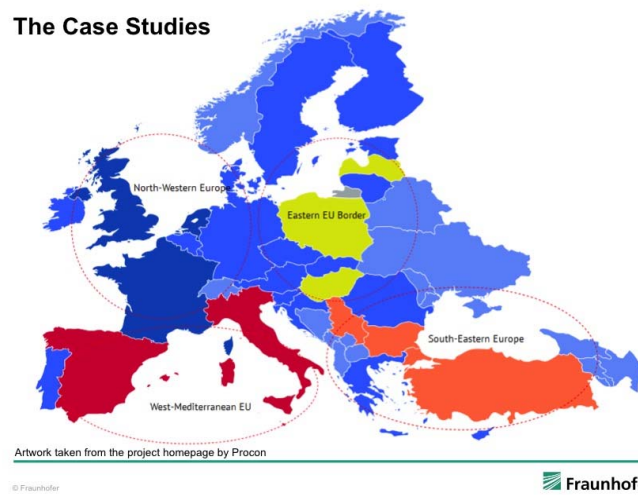 The Case Studies
North-Western Europe
Eastern EU Border
South-Eastern Europe
West-Mediterranean EU
Artwork taken from the project homepage by Procon
© Fraunhofer
Fraunhof